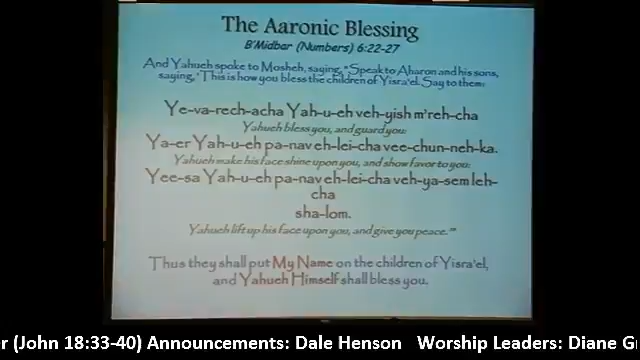 The Aaronic Blessing
B'Midbar (Numbers) 6:22-27
And Yahueh spoke to Mosheh, saying, "Speak to Aharon and his sons,
saying, 'This is how you bless the children of Yisra'el. Say to them:
Ye-va-rech-acha Yah-u-eh veh-yish m'reh-cha
Yahueh bless you, and guard you:
Ya-er Yah-u-eh pa-nav eh-lei-cha vee-chun-neh-ka.
Yahueh make his face shine upon you, and show favor to you:
Yee-sa Yah-u-eh pa-nav eh-lei-cha veh-ya-sem leh-
cha
sha-lom.
Yahueh lift up his face upon you, and give you peace.'"
Thus they shall put My Name on the children of Yisra'el,
and Yahueh Himself shall bless you.
r (John 18:33-40) Announcements: Dale Henson Worship Leaders: Diane G